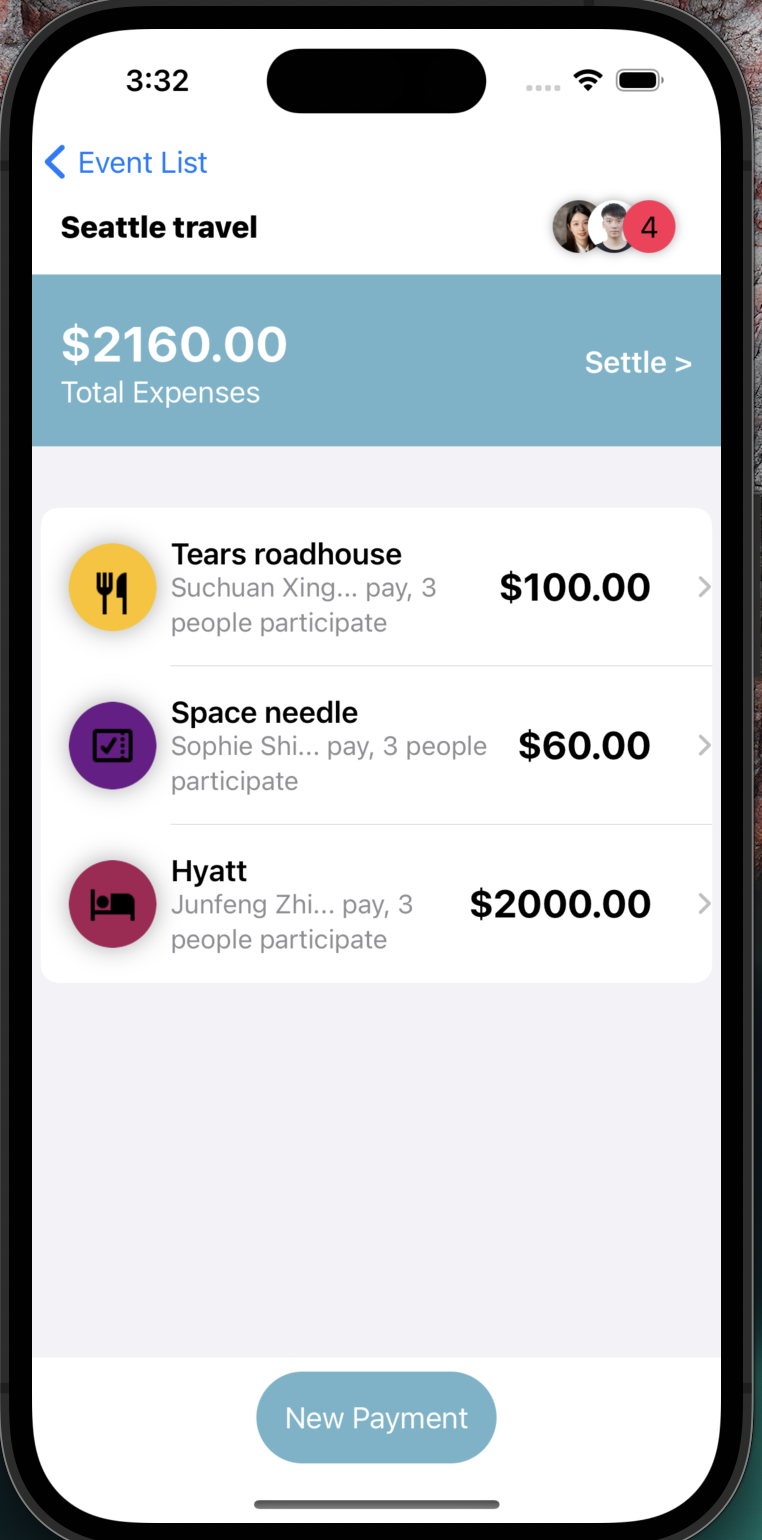 3:32
Event List
Seattle travel
4
$2160.00
Total Expenses
Settle >
Tears roadhouse
Suchuan Xing... pay, 3
people participate
$100.00
Space needle
Sophie Shi... pay, 3 people
participate
$60.00
Hyatt
Junfeng Zhi... pay, 3
people participate
$2000.00
New Payment